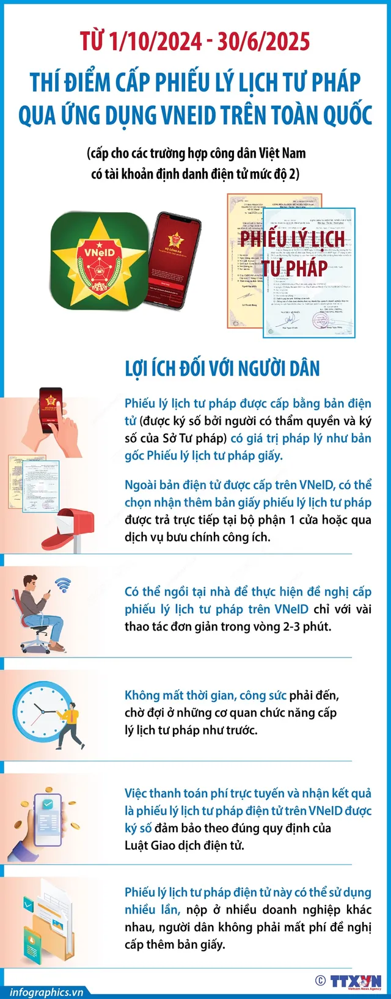 TỪ 1/10/2024 - 30/6/2025
THÍ ĐIỂM CẤP PHIẾU LÝ LỊCH TƯ PHÁP
QUA ỨNG DỤNG VNEID TRÊN TOÀN QUỐC
(cấp cho các trường hợp công dân Việt Nam
có tài khoản định danh điện tử mức độ 2)
VNeID
BỘ CÔNG AN
PHIẾU LÝ LỊCH
TƯ PHÁP
LỢI ÍCH ĐỐI VỚI NGƯỜI DÂN
Phiếu lý lịch tư pháp được cấp bằng bản điện
tử (được ký số bởi người có thẩm quyền và ký
số của Sở Tư pháp) có giá trị pháp lý như bản
gốc Phiếu lý lịch tư pháp giấy.
Ngoài bản điện tử được cấp trên VNeID, có thể
chọn nhận thêm bản giấy phiếu lý lịch tư pháp
được trả trực tiếp tại bộ phận 1 cửa hoặc qua
dịch vụ bưu chính công ích.
Có thể ngồi tại nhà để thực hiện đề nghị cấp
phiếu lý lịch tư pháp trên VNeID chỉ với vài
thao tác đơn giản trong vòng 2-3 phút.
Không mất thời gian, công sức phải đến,
chờ đợi ở những cơ quan chức năng cấp
lý lịch tư pháp như trước.
Việc thanh toán phí trực tuyến và nhận kết quả
là phiếu lý lịch tư pháp điện tử trên VNeID được
ký số đảm bảo theo đúng quy định của
Luật Giao dịch điện tử.
Phiếu lý lịch tư pháp điện tử này có thể sử dụng
nhiều lần, nộp ở nhiều doanh nghiệp khác
nhau, người dân không phải mất phí đề nghị
cấp thêm bản giấy.
© TTXVN
Vietnam News Agency
infographics.vn